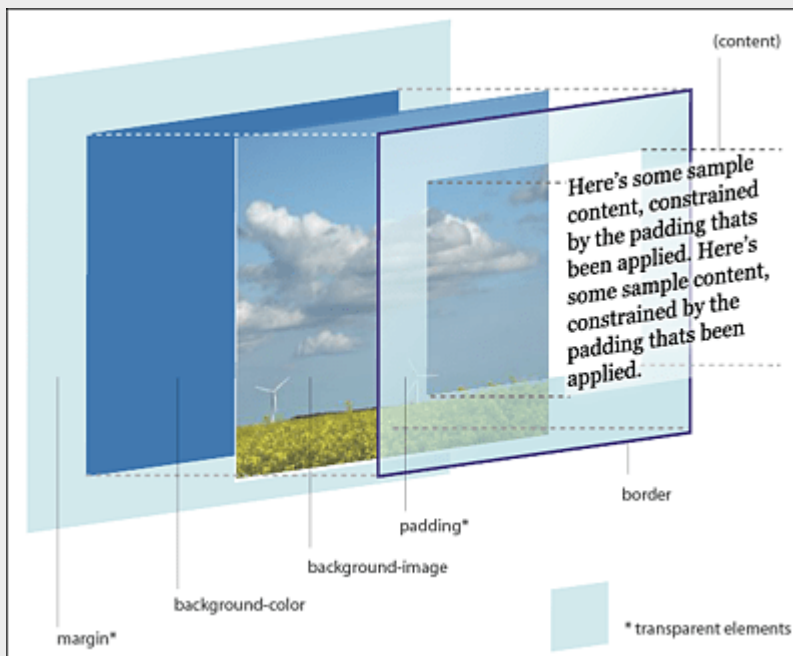 (content)
Here's some sample
content, constrained
by the padding thats
been applied. Here's
some sample content,
constrained by the
padding thats been
applied.
border
padding*
background-image
background-color
margin*
* transparent elements